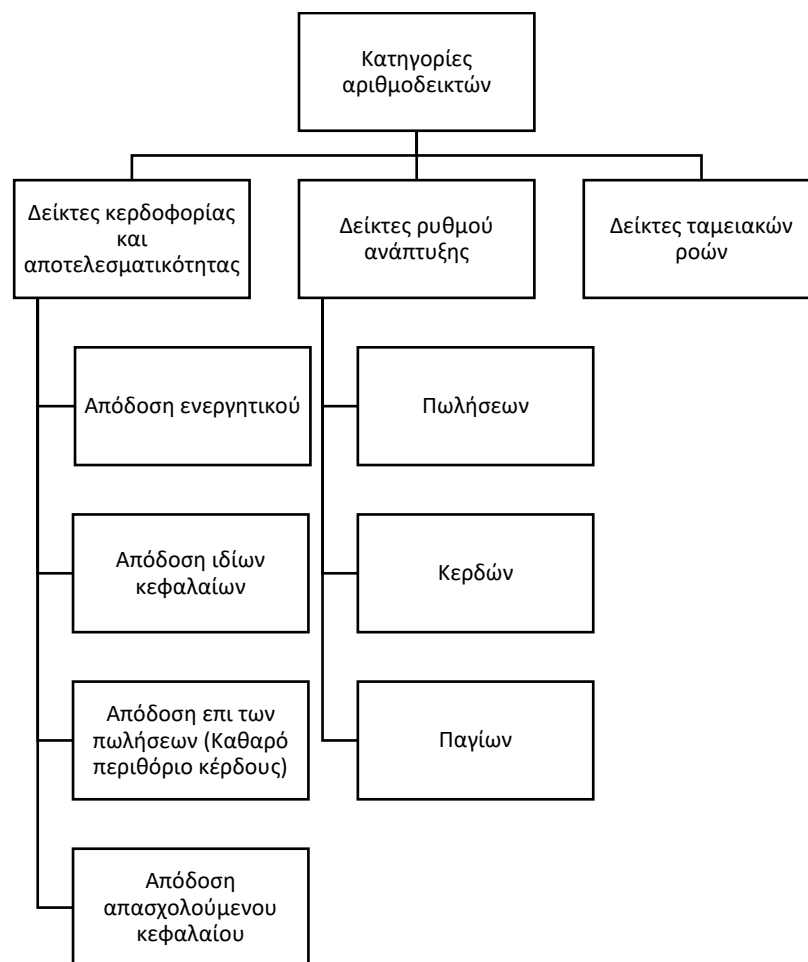 Κατηγορίες
αριθμοδεικτών
Δείκτες κερδοφορίας
και
αποτελεσματικότητας
Δείκτες ρυθμού
ανάπτυξης
Δείκτες ταμειακών
ροών
Απόδοση ενεργητικού
Πωλήσεων
Απόδοση ιδίων
κεφαλαίων
Κερδών
Απόδοση επι των
πωλήσεων (Καθαρό
περιθόριο κέρδους)
Παγίων
Απόδοση
απασχολούμενου
κεφαλαίου